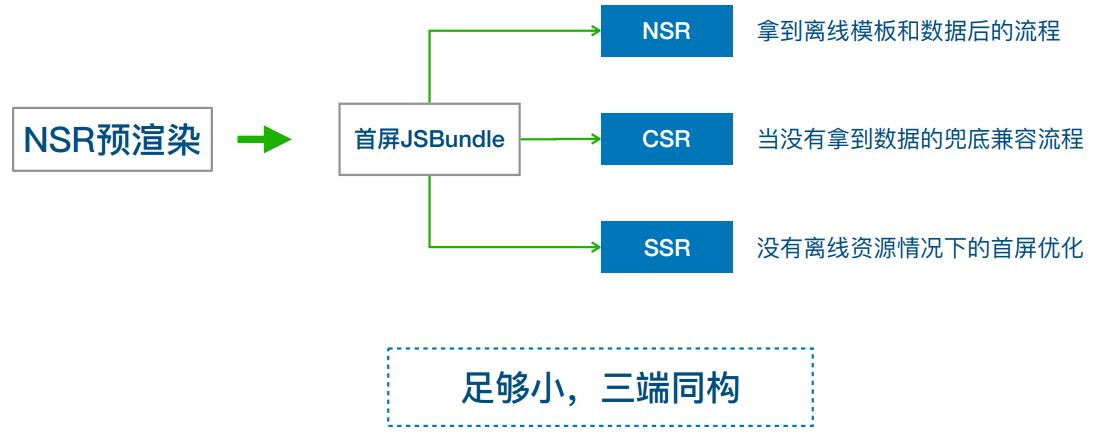 NSR预渲染
首屏JSBundle
NSR
拿到离线模板和数据后的流程
CSR
当没有拿到数据的兜底兼容流程
SSR
没有离线资源情况下的首屏优化
足够小，三端同构